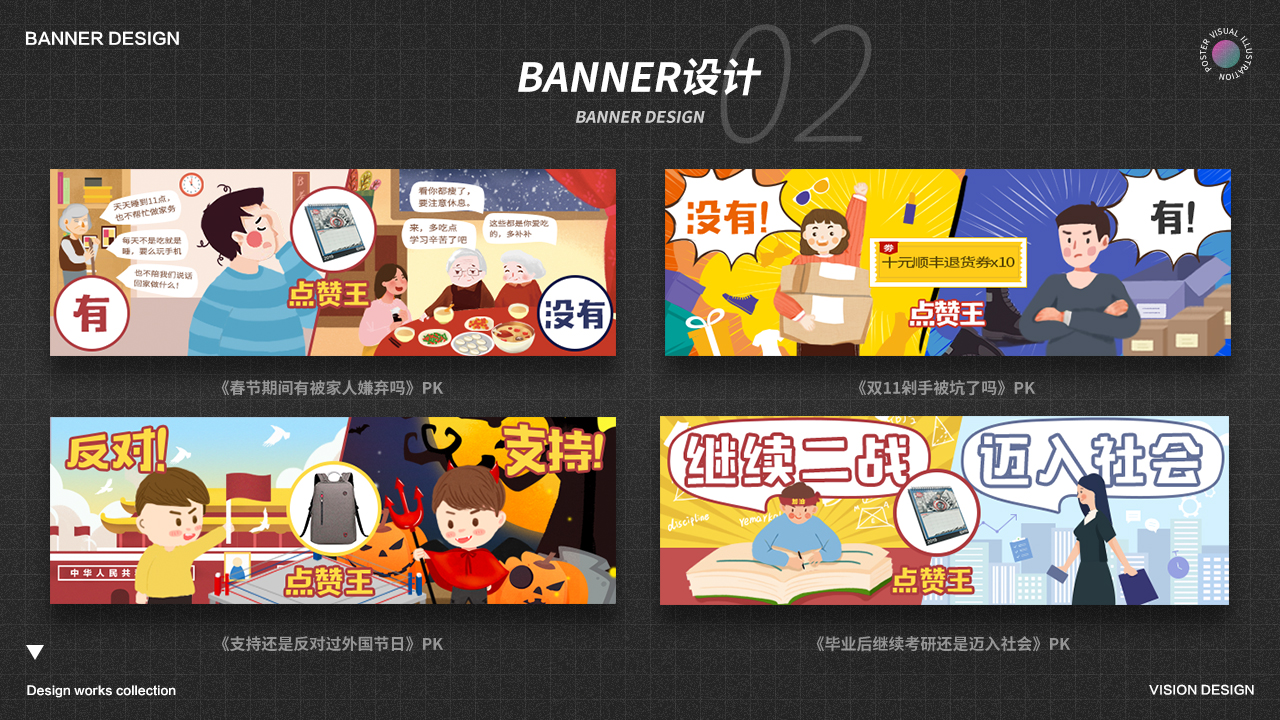 BANNER DESIGN
02
BANNER设计
BANNER DESIGN
POSTER VISUAL ILLUSTRATION
天天睡到11点，
也不帮忙做家务
每天不是吃就是
睡，要么玩手机
也不陪我们说话
回家做什么！
有
点赞王
看你都瘦了，
要注意休息。
来，多吃点
学习辛苦了吧
这些都是你爱吃
的，多补补
没有
没有！
券
十元顺丰退货券x10
点赞王
有！
《春节期间有被家人嫌弃吗》PK
《双11剁手被坑了吗》PK
反对！
中华人民共
点赞王
支持！
继续二战
加油
discipline
点赞王
迈入社会
《支持还是反对过外国节日》PK
《毕业后继续考研还是迈入社会》PK
Design works collection
VISION DESIGN